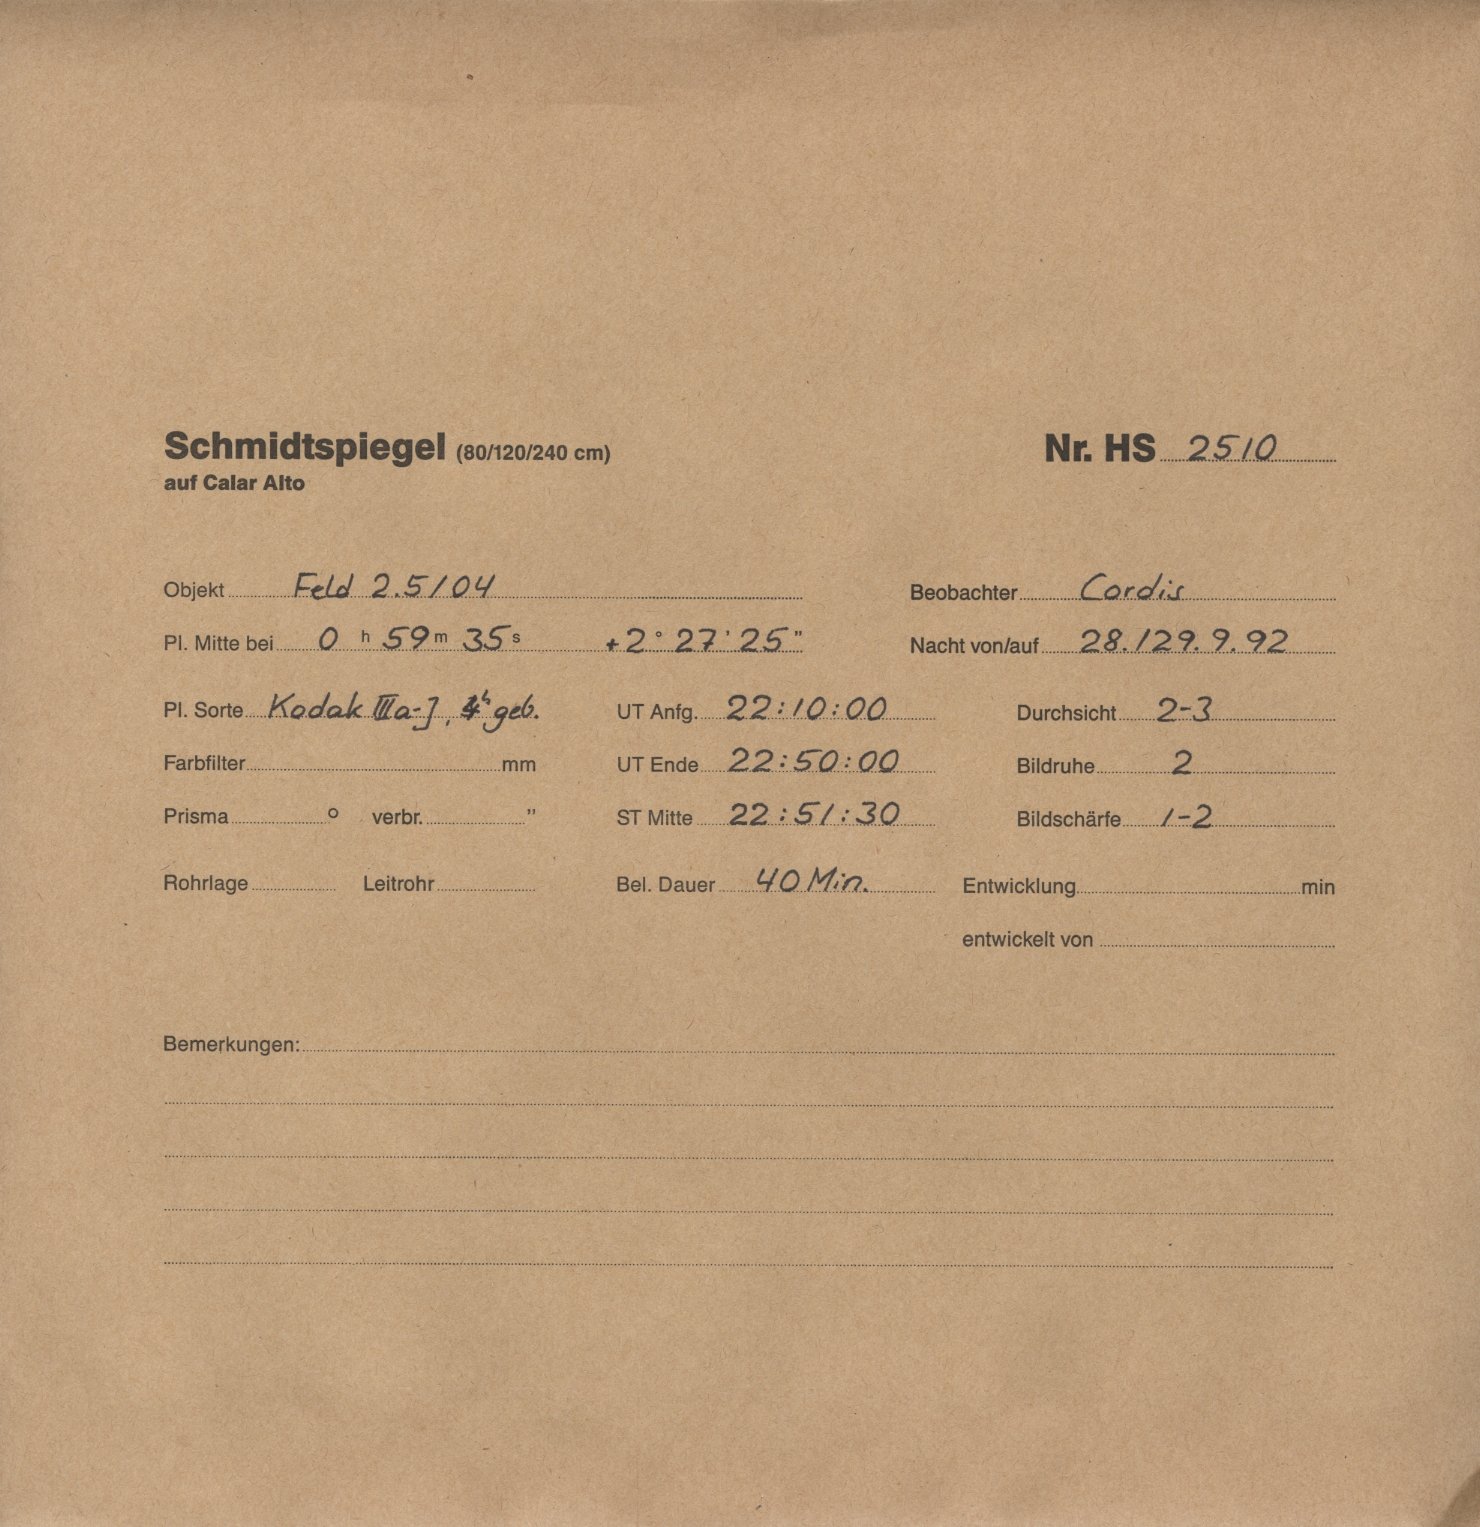 Schmidtspiegel (80/120/240 cm) Nr. HS 2510
auf Calar Alto
Objekt Feld 2.5/04 Beobachter Cordis
Pl. Mitte bei 0 h 59 m 35 s +2° 27' 25" Nacht von/auf 28./29. 9. 92
Pl. Sorte Kodak IIIa-J, 4h geb. UT Anfg. 22:10:00 Durchsicht 2-3
Farbfilter mm UT Ende 22:50:00 Bildruhe 2
Prisma ° verbr. " ST Mitte 22:51:30 Bildschärfe 1-2
Rohrlage Leitrohr Bel. Dauer 40 Min. Entwicklung min
entwickelt von
Bemerkungen: